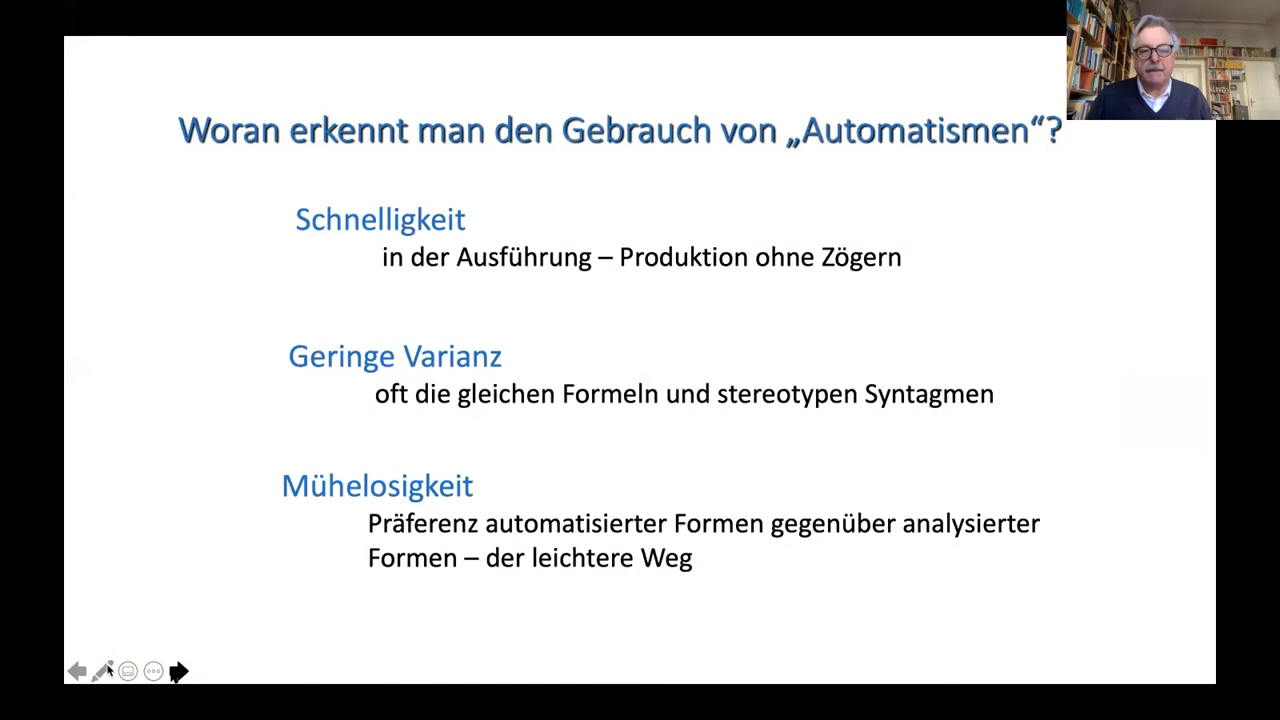 Woran erkennt man den Gebrauch von „Automatismen“?
Schnelligkeit
in der Ausführung – Produktion ohne Zögern
Geringe Varianz
oft die gleichen Formeln und stereotypen Syntagmen
Mühelosigkeit
Präferenz automatisierter Formen gegenüber analysierter
Formen – der leichtere Weg